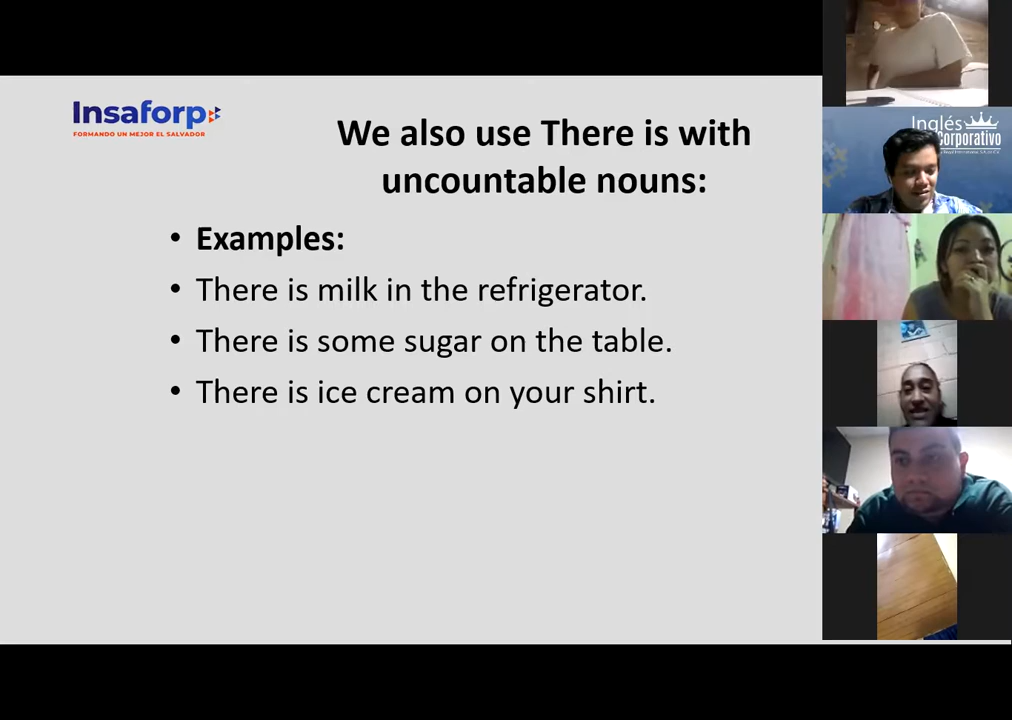 Insaforp
FORMANDO UN MEJOR EL SALVADOR
We also use There is with
uncountable nouns:
• Examples:
• There is milk in the refrigerator.
• There is some sugar on the table.
• There is ice cream on your shirt.
Inglés
Corporativo